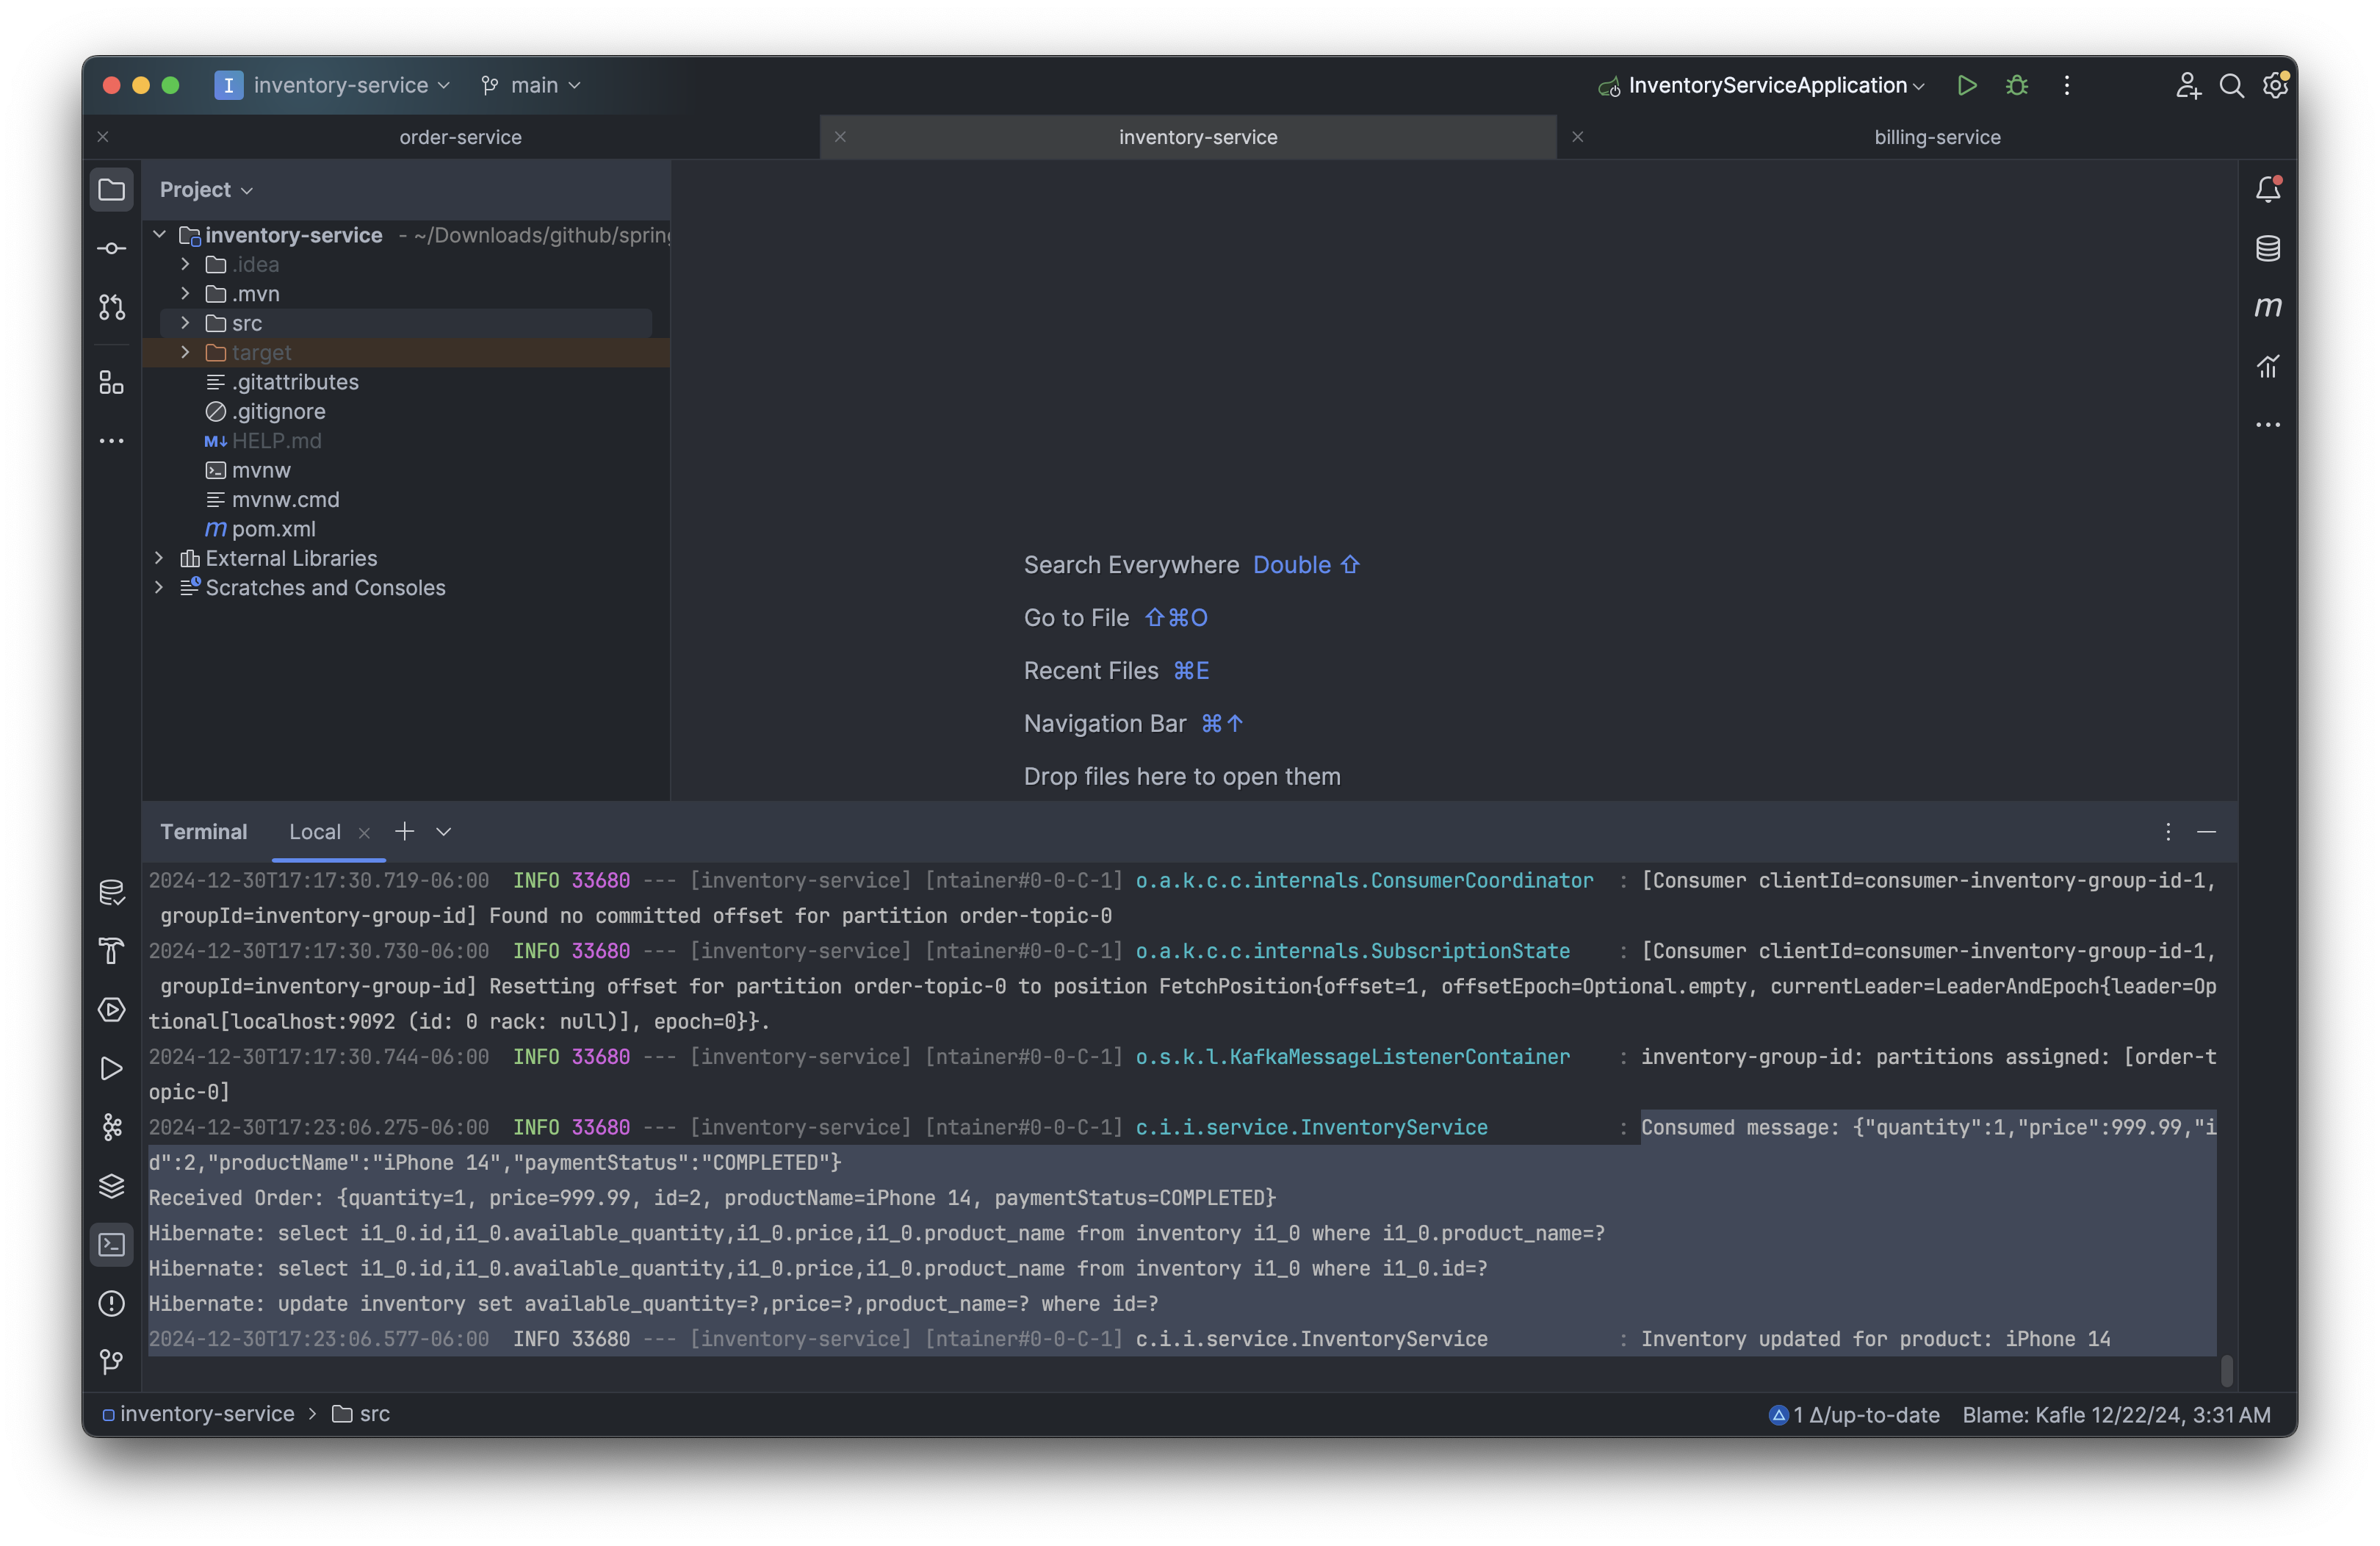 I inventory-service main InventoryServiceApplication
order-service inventory-service billing-service
Project
inventory-service - ~/Downloads/github/spring
.idea
.mvn
src
target
.gitattributes
.gitignore
M↓ HELP.md
mvnw
mvnw.cmd
m pom.xml
External Libraries
Scratches and Consoles
m
Search Everywhere Double ⇧
Go to File ⇧⌘O
Recent Files ⌘E
Navigation Bar ⌘↑
Drop files here to open them
Terminal Local
2024-12-30T17:17:30.719-06:00  INFO 33680 --- [inventory-service] [ntainer#0-0-C-1] o.a.k.c.c.internals.ConsumerCoordinator  : [Consumer clientId=consumer-inventory-group-id-1,
groupId=inventory-group-id] Found no committed offset for partition order-topic-0
2024-12-30T17:17:30.730-06:00  INFO 33680 --- [inventory-service] [ntainer#0-0-C-1] o.a.k.c.c.internals.SubscriptionState    : [Consumer clientId=consumer-inventory-group-id-1,
groupId=inventory-group-id] Resetting offset for partition order-topic-0 to position FetchPosition{offset=1, offsetEpoch=Optional.empty, currentLeader=LeaderAndEpoch{leader=Op
tional[localhost:9092 (id: 0 rack: null)], epoch=0}}.
2024-12-30T17:17:30.744-06:00  INFO 33680 --- [inventory-service] [ntainer#0-0-C-1] o.s.k.l.KafkaMessageListenerContainer    : inventory-group-id: partitions assigned: [order-t
opic-0]
2024-12-30T17:23:06.275-06:00  INFO 33680 --- [inventory-service] [ntainer#0-0-C-1] c.i.i.service.InventoryService           : Consumed message: {"quantity":1,"price":999.99,"i
d":2,"productName":"iPhone 14","paymentStatus":"COMPLETED"}
Received Order: {quantity=1, price=999.99, id=2, productName=iPhone 14, paymentStatus=COMPLETED}
Hibernate: select i1_0.id,i1_0.available_quantity,i1_0.price,i1_0.product_name from inventory i1_0 where i1_0.product_name=?
Hibernate: select i1_0.id,i1_0.available_quantity,i1_0.price,i1_0.product_name from inventory i1_0 where i1_0.id=?
Hibernate: update inventory set available_quantity=?,price=?,product_name=? where id=?
2024-12-30T17:23:06.577-06:00  INFO 33680 --- [inventory-service] [ntainer#0-0-C-1] c.i.i.service.InventoryService           : Inventory updated for product: iPhone 14
inventory-service > src 1 Δ/up-to-date Blame: Kafle 12/22/24, 3:31 AM